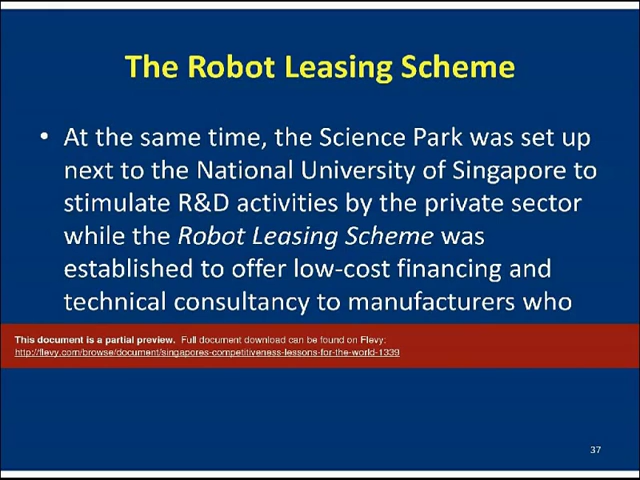 The Robot Leasing Scheme
• At the same time, the Science Park was set up
next to the National University of Singapore to
stimulate R&D activities by the private sector
while the Robot Leasing Scheme was
established to offer low-cost financing and
technical consultancy to manufacturers who
This document is a partial preview. Full document download can be found on Flevy:
http://flevy.com/browse/document/singapores-competitiveness-lessons-for-the-world-1339
37